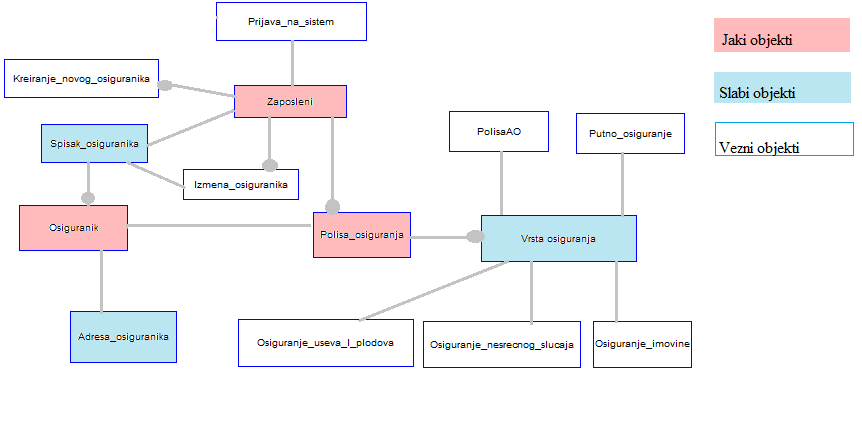 Prijava_na_sistem
Jaki objekti
Kreiranje_novog_osiguranika
Zaposleni
Slabi objekti
Spisak_osiguranika
PolisaAO
Putno_osiguranje
Vezni objekti
Izmena_osiguranika
Osiguranik
Polisa_osiguranja
Vrsta osiguranja
Adresa_osiguranika
Osiguranje_useva_I_plodova
Osiguranje_nesrecnog_slucaja
Osiguranje_imovine